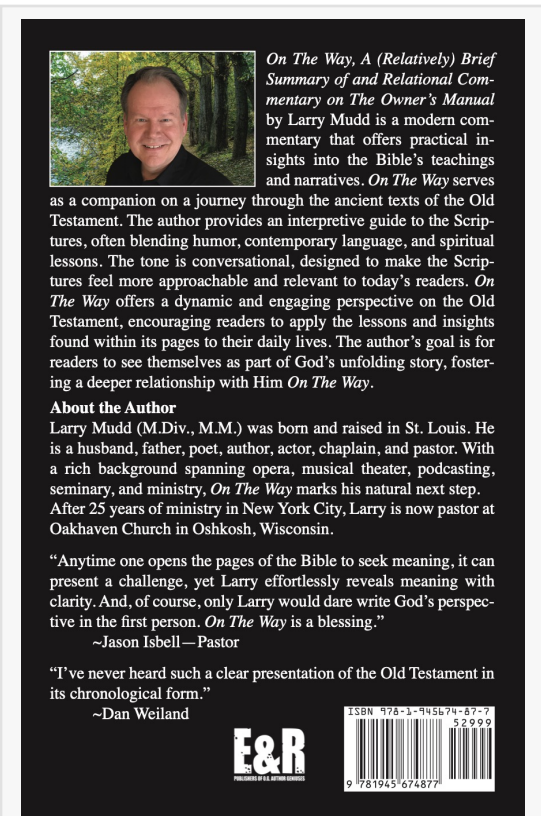 On The Way, A (Relatively) Brief
Summary of and Relational Com-
mentary on The Owner's Manual
by Larry Mudd is a modern com-
mentary that offers practical in-
sights into the Bible's teachings
and narratives. On The Way serves
as a companion on a journey through the ancient texts of the Old
Testament. The author provides an interpretive guide to the Scrip-
tures, often blending humor, contemporary language, and spiritual
lessons. The tone is conversational, designed to make the Scrip-
tures feel more approachable and relevant to today's readers. On
The Way offers a dynamic and engaging perspective on the Old
Testament, encouraging readers to apply the lessons and insights
found within its pages to their daily lives. The author's goal is for
readers to see themselves as part of God's unfolding story, foster-
ing a deeper relationship with Him On The Way.
About the Author
Larry Mudd (M.Div., M.M.) was born and raised in St. Louis. He
is a husband, father, poet, author, actor, chaplain, and pastor. With
a rich background spanning opera, musical theater, podcasting,
seminary, and ministry, On The Way marks his natural next step.
After 25 years of ministry in New York City, Larry is now pastor at
Oakhaven Church in Oshkosh, Wisconsin.
“Anytime one opens the pages of the Bible to seek meaning, it can
present a challenge, yet Larry effortlessly reveals meaning with
clarity. And, of course, only Larry would dare write God's perspec-
tive in the first person. On The Way is a blessing.”
~Jason Isbell—Pastor
“I've never heard such a clear presentation of the Old Testament in
its chronological form.”
~Dan Weiland
E&R
PUBLISHERS OF O.G. AUTHOR GENIUSES
ISBN 978-1-945674-87-7
52999
9 781945 674877